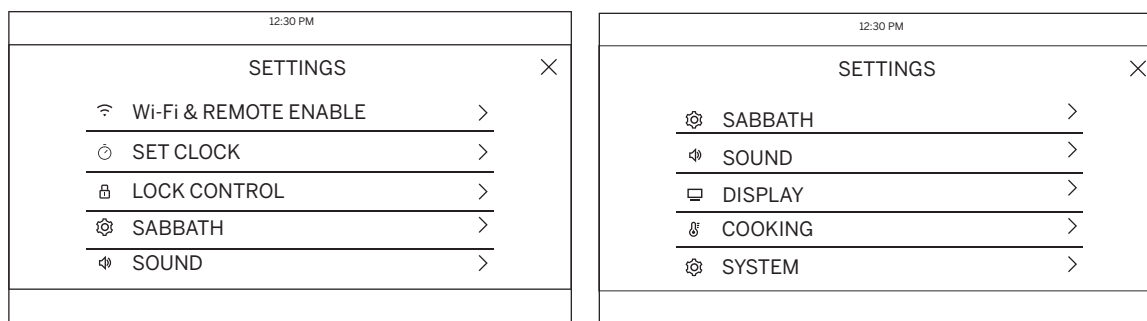 12:30 PM
SETTINGS
Wi-Fi & REMOTE ENABLE
SET CLOCK
LOCK CONTROL
SABBATH
SOUND
12:30 PM
SETTINGS
SABBATH
SOUND
DISPLAY
COOKING
SYSTEM